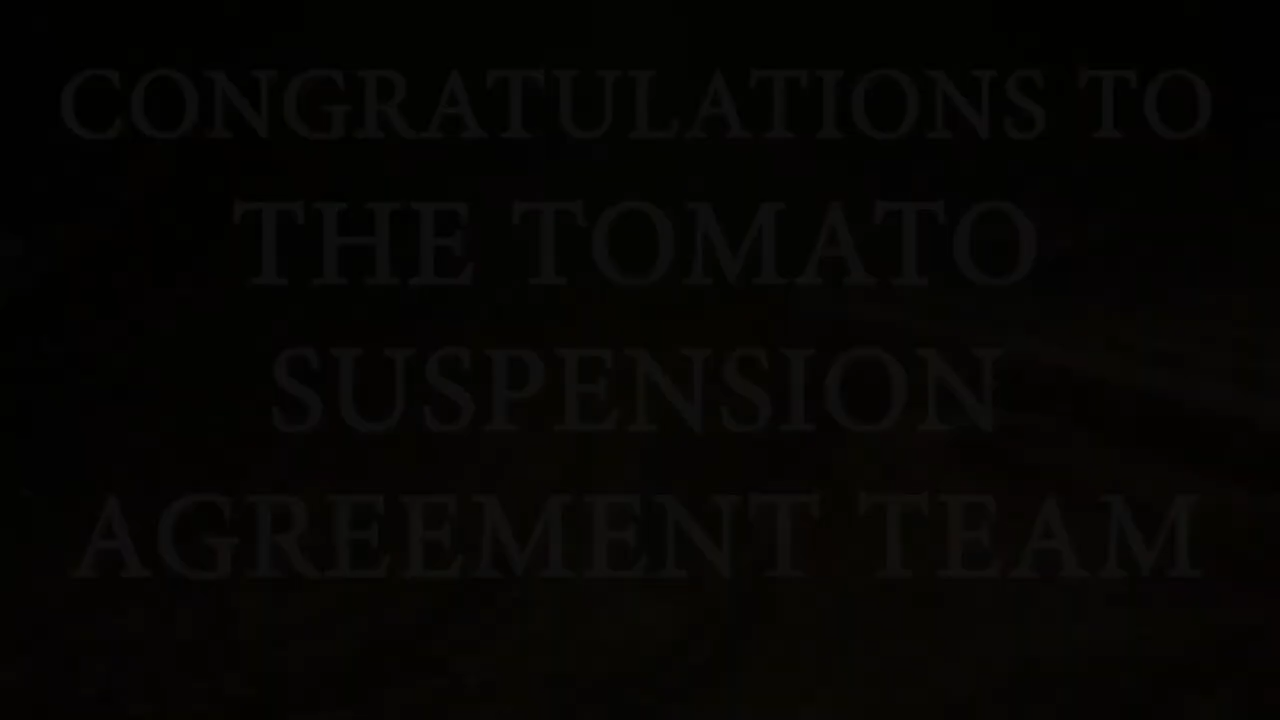 CONGRATULATIONS TO
THE TOMATO
SUSPENSION
AGREEMENT TEAM